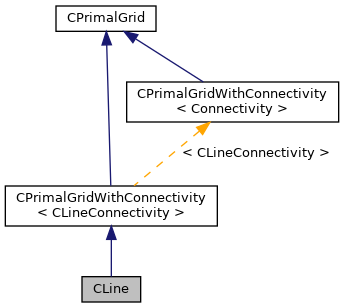 CPrimalGrid
CPrimalGridWithConnectivity
< Connectivity >
< CLineConnectivity >
CPrimalGridWithConnectivity
< CLineConnectivity >
CLine